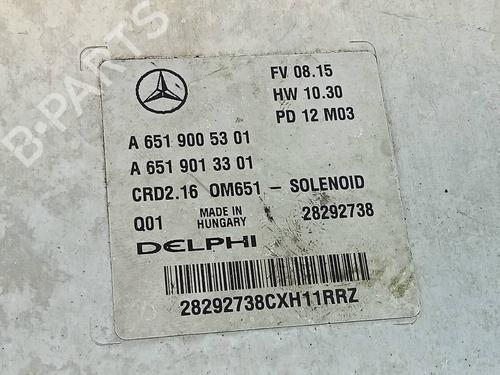 FV 08.15
HW 10.30
PD 12 M03
A 651 900 53 01
A 651 901 33 01
CRD2.16 OM651 - SOLENOID
Q01 MADE IN HUNGARY 28292738
DELPHI
28292738CXH11RRZ
B-PARTS